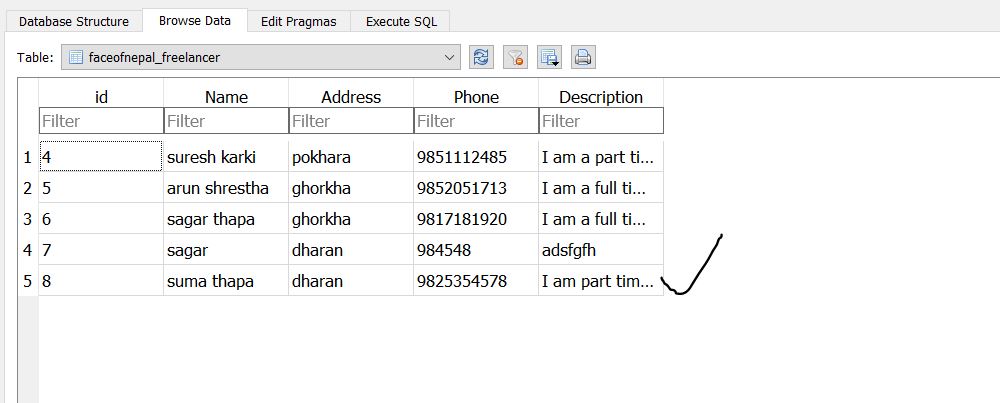 Database Structure Browse Data Edit Pragmas Execute SQL
Table: faceofnepal_freelancer
id Name Address Phone Description
Filter Filter Filter Filter Filter
1 4 suresh karki pokhara 9851112485 I am a part ti...
2 5 arun shrestha ghorkha 9852051713 I am a full ti...
3 6 sagar thapa ghorkha 9817181920 I am a full ti...
4 7 sagar dharan 984548 adsfgfh
5 8 suma thapa dharan 9825354578 I am part tim...